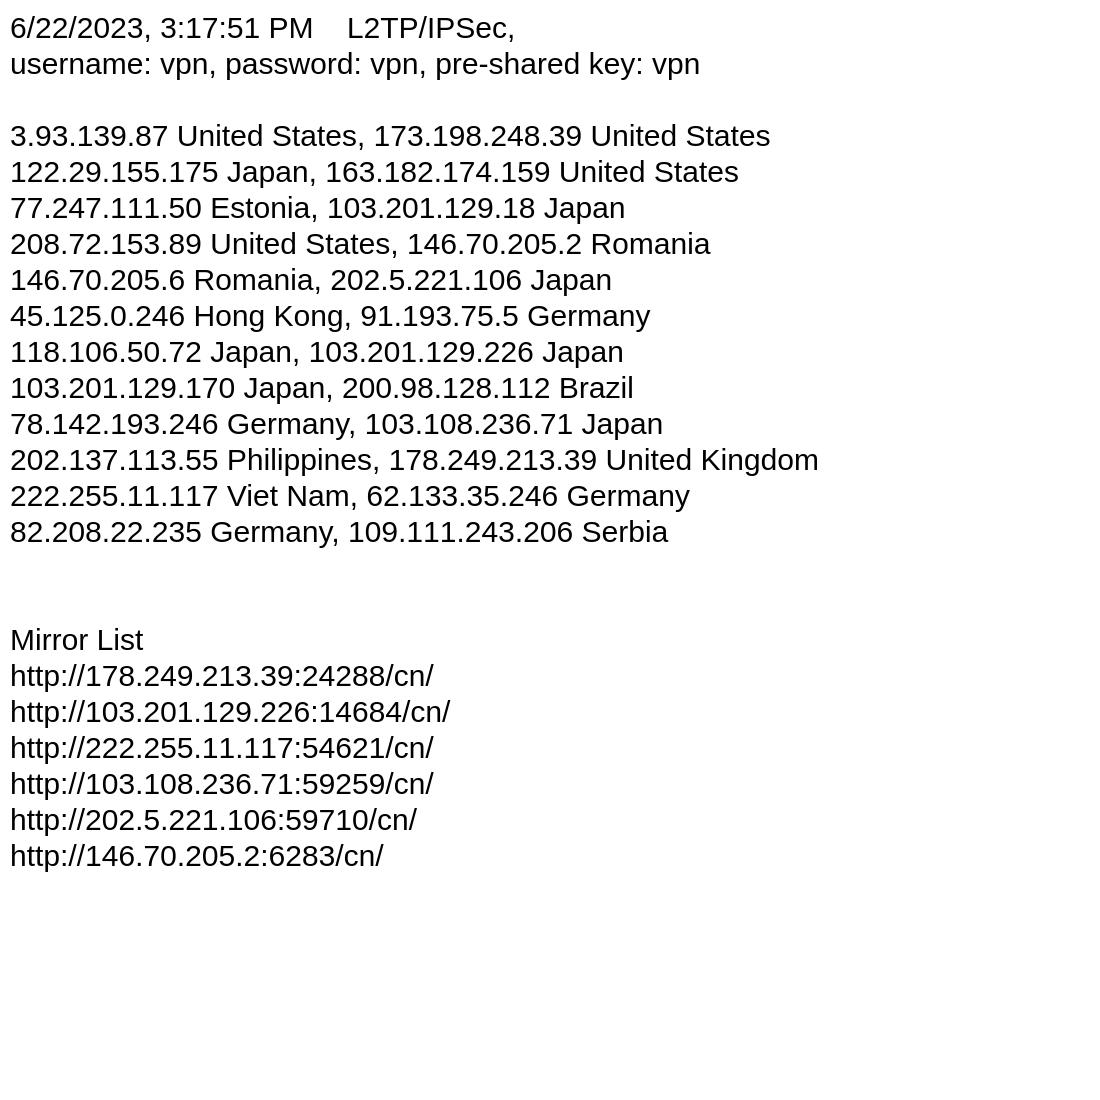 6/22/2023, 3:17:51 PM    L2TP/IPSec,
username: vpn, password: vpn, pre-shared key: vpn
3.93.139.87 United States, 173.198.248.39 United States
122.29.155.175 Japan, 163.182.174.159 United States
77.247.111.50 Estonia, 103.201.129.18 Japan
208.72.153.89 United States, 146.70.205.2 Romania
146.70.205.6 Romania, 202.5.221.106 Japan
45.125.0.246 Hong Kong, 91.193.75.5 Germany
118.106.50.72 Japan, 103.201.129.226 Japan
103.201.129.170 Japan, 200.98.128.112 Brazil
78.142.193.246 Germany, 103.108.236.71 Japan
202.137.113.55 Philippines, 178.249.213.39 United Kingdom
222.255.11.117 Viet Nam, 62.133.35.246 Germany
82.208.22.235 Germany, 109.111.243.206 Serbia
Mirror List
http://178.249.213.39:24288/cn/
http://103.201.129.226:14684/cn/
http://222.255.11.117:54621/cn/
http://103.108.236.71:59259/cn/
http://202.5.221.106:59710/cn/
http://146.70.205.2:6283/cn/